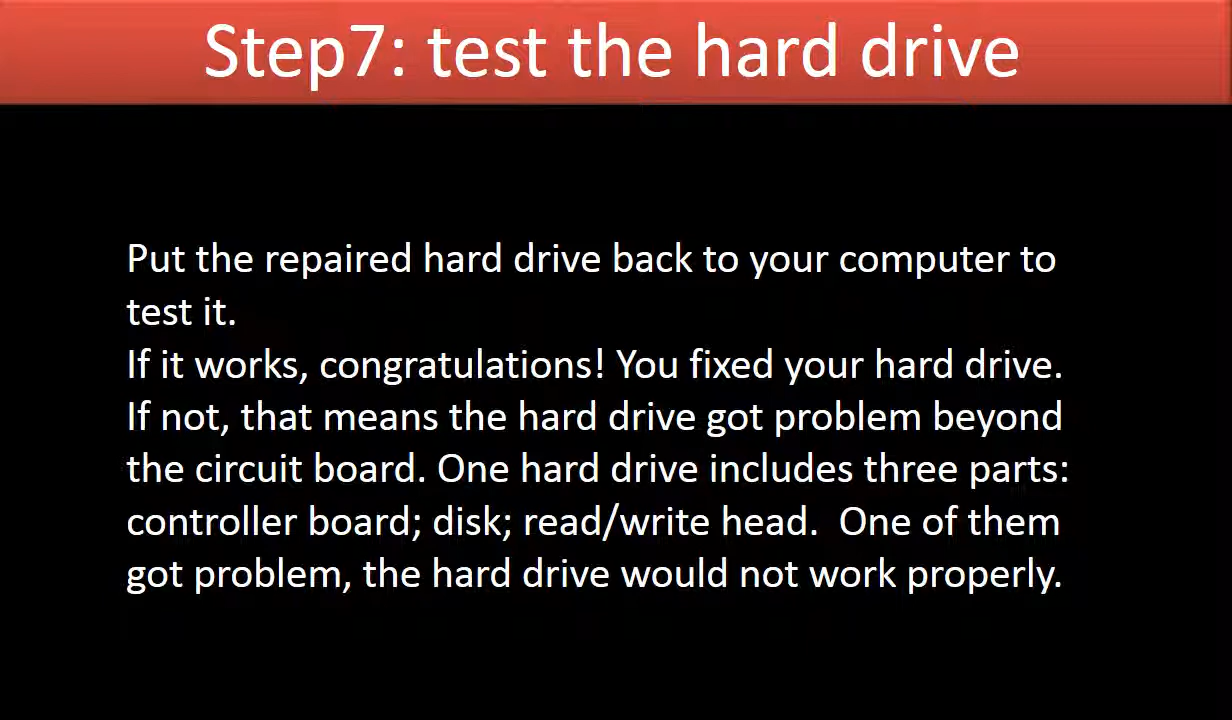 Step7: test the hard drive
Put the repaired hard drive back to your computer to
test it.
If it works, congratulations! You fixed your hard drive.
If not, that means the hard drive got problem beyond
the circuit board. One hard drive includes three parts:
controller board; disk; read/write head.  One of them
got problem, the hard drive would not work properly.